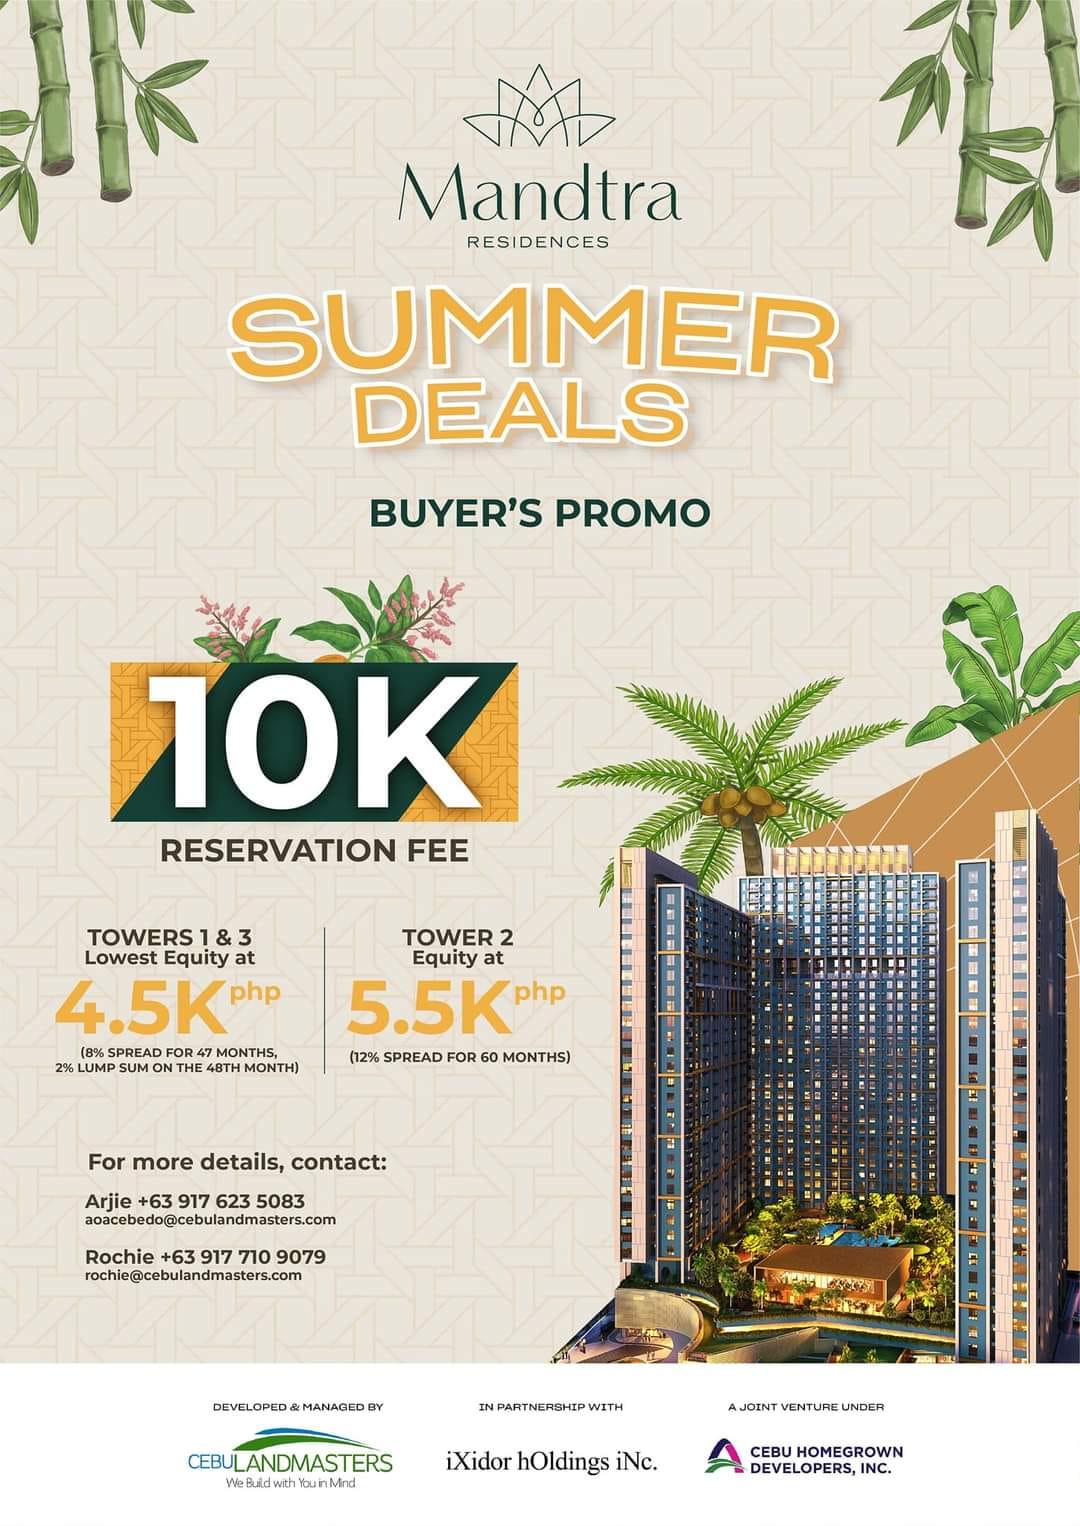 Mandtra
RESIDENCES
SUMMER
DEALS
BUYER'S PROMO
10K
RESERVATION FEE
TOWERS 1 & 3
Lowest Equity at
4.5K php
(8% SPREAD FOR 47 MONTHS,
2% LUMP SUM ON THE 48TH MONTH)
TOWER 2
Equity at
5.5K php
(12% SPREAD FOR 60 MONTHS)
For more details, contact:
Arjie +63 917 623 5083
aoacebedo@cebulandmasters.com
Rochie +63 917 710 9079
rochie@cebulandmasters.com
DEVELOPED & MANAGED BY
CEBULANDMASTERS
We Build with You in Mind
IN PARTNERSHIP WITH
iXidor hOldings iNc.
A JOINT VENTURE UNDER
CEBU HOMEGROWN
DEVELOPERS, INC.